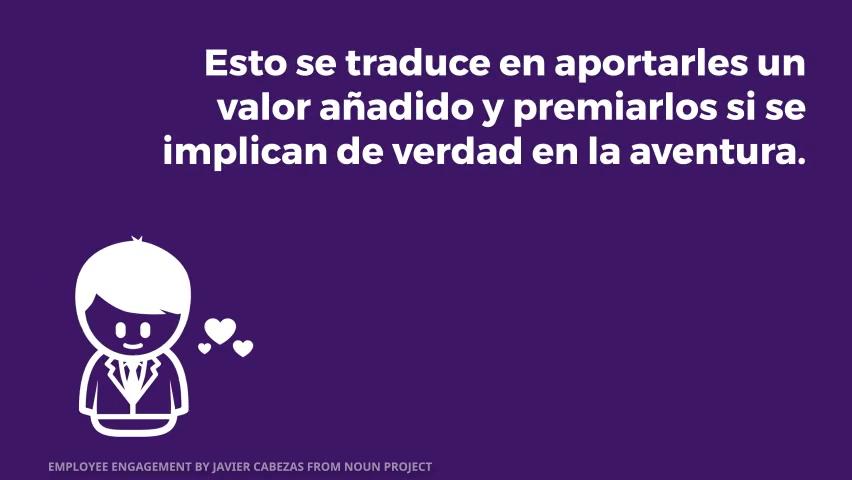 Esto se traduce en aportarles un
valor añadido y premiarlos si se
implican de verdad en la aventura.
EMPLOYEE ENGAGEMENT BY JAVIER CABEZAS FROM NOUN PROJECT